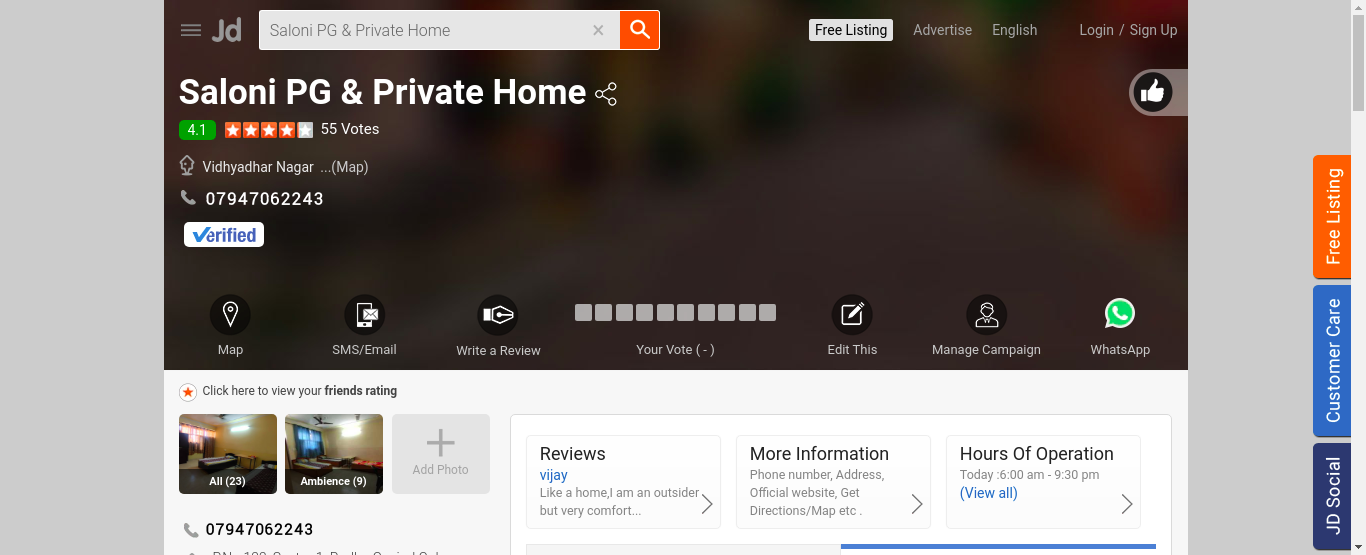 Jd
Saloni PG & Private Home
Free Listing
Advertise
English
Login / Sign Up
Saloni PG & Private Home
4.1
55 Votes
Vidhyadhar Nagar ...(Map)
07947062243
Verified
Map
SMS/Email
Write a Review
Your Vote ( - )
Edit This
Manage Campaign
WhatsApp
Click here to view your friends rating
All (23)
Ambience (9)
Add Photo
Reviews
vijay
Like a home,I am an outsider
but very comfort...
More Information
Phone number, Address,
Official website, Get
Directions/Map etc .
Hours Of Operation
Today :6:00 am - 9:30 pm
(View all)
07947062243
Free Listing
Customer Care
JD Social